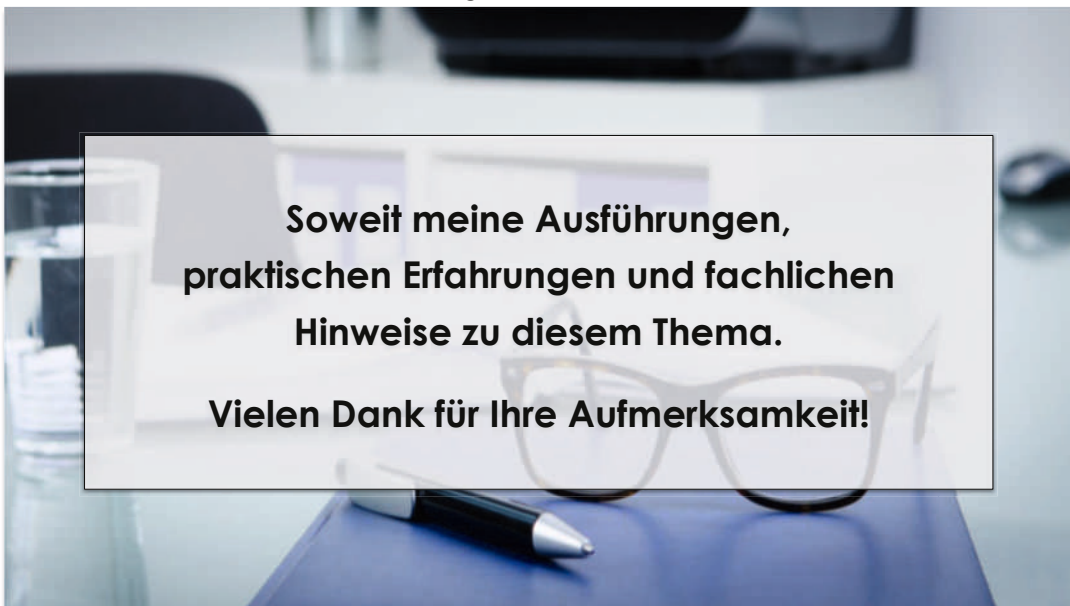 Soweit meine Ausführungen,
praktischen Erfahrungen und fachlichen
Hinweise zu diesem Thema.
Vielen Dank für Ihre Aufmerksamkeit!